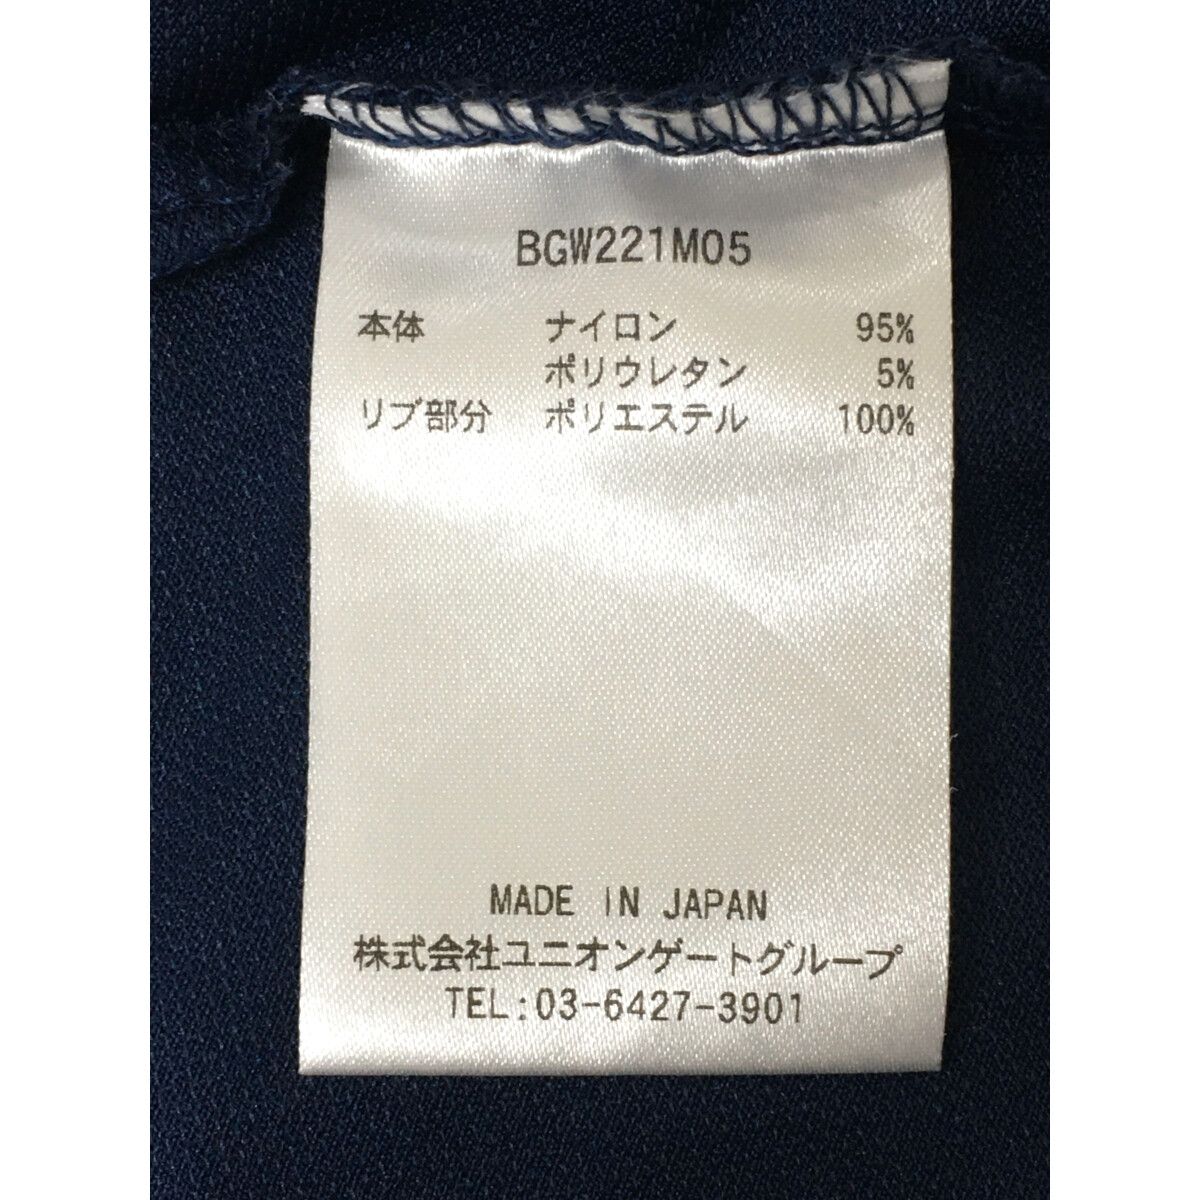 BGW221M05
本体 ナイロン 95%
ポリウレタン 5%
リブ部分 ポリエステル 100%
MADE IN JAPAN
株式会社ユニオンゲートグループ
TEL:03-6427-3901